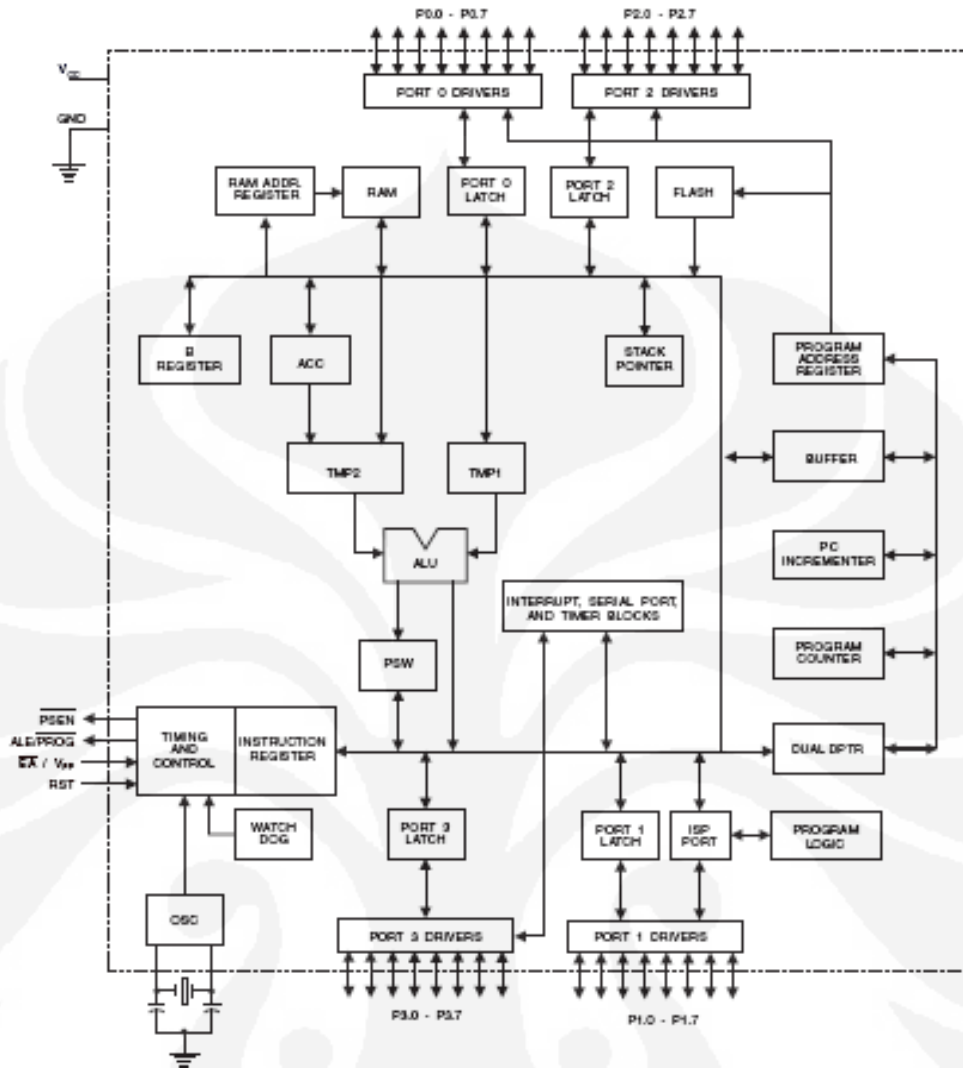 P0.0 - P0.7
P2.0 - P2.7
VCC
PORT 0 DRIVERS
PORT 2 DRIVERS
GND
RAM ADDR.
REGISTER
RAM
PORT 0
LATCH
PORT 2
LATCH
FLASH
B
REGISTER
ACC
STACK
POINTER
PROGRAM
ADDRESS
REGISTER
BUFFER
TMP2
TMP1
ALU
PC
INCREMENTER
INTERRUPT, SERIAL PORT,
AND TIMER BLOCKS
PROGRAM
COUNTER
PSW
PSEN
ALE/PROG
EA / VPP
RST
TIMING
AND
CONTROL
INSTRUCTION
REGISTER
DUAL DPTR
WATCH
DOG
PORT 3
LATCH
PORT 1
LATCH
ISP
PORT
PROGRAM
LOGIC
OSC
PORT 3 DRIVERS
PORT 1 DRIVERS
P3.0 - P3.7
P1.0 - P1.7